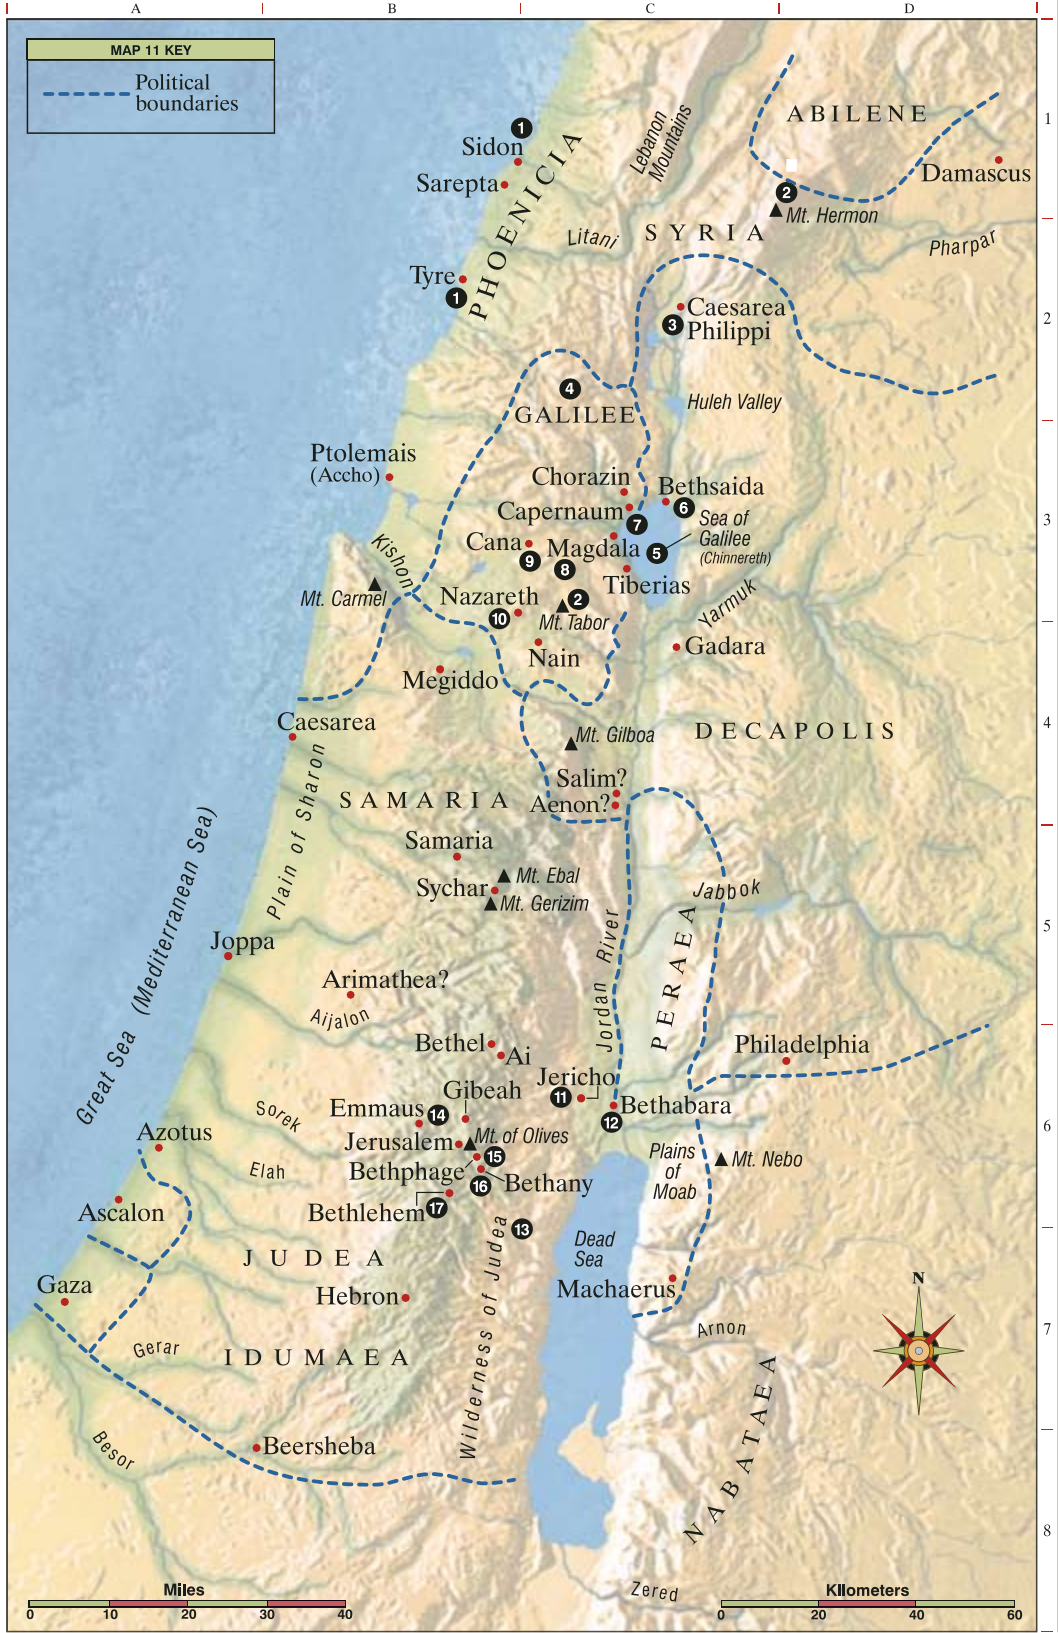 A
B
C
D
MAP 11 KEY
Political
boundaries
ABILENE
1
1
Lebanon
Mountains
Sidon
Damascus
Sarepta
2
Mt. Hermon
PHOENICIA
SYRIA
Litani
Pharpar
Tyre
1
Caesarea
2
3
Philippi
4
GALILEE
Huleh Valley
Ptolemais
(Accho)
Chorazin
Bethsaida
Capernaum
6
7
Sea of
Galilee
(Chinnereth)
3
Cana
Magdala
5
9
8
Kishon
Tiberias
Mt. Carmel
Nazareth
2
Yarmuk
10
Mt. Tabor
Gadara
Nain
Megiddo
Caesarea
4
DECAPOLIS
Mt. Gilboa
Salim?
SAMARIA
Aenon?
Plain of Sharon
Samaria
Mt. Ebal
Sychar
Jabbok
Mt. Gerizim
Great Sea (Mediterranean Sea)
Joppa
5
Jordan River
PERAEA
Arimathea?
Aijalon
Bethel
Philadelphia
Ai
Jericho
Gibeah
11
Emmaus
14
Bethabara
Sorek
12
6
Azotus
Jerusalem
Mt. of Olives
Plains
of
Moab
Mt. Nebo
15
Elah
Bethphage
Bethany
16
Ascalon
Bethlehem
17
13
Dead
Sea
JUDEA
Gaza
Hebron
Machaerus
N
Wilderness of Judea
Arnon
7
Gerar
IDUMAEA
Besor
Beersheba
NABATAEA
8
Zered
Miles
0 10 20 30 40
KIlometers
0 20 40 60